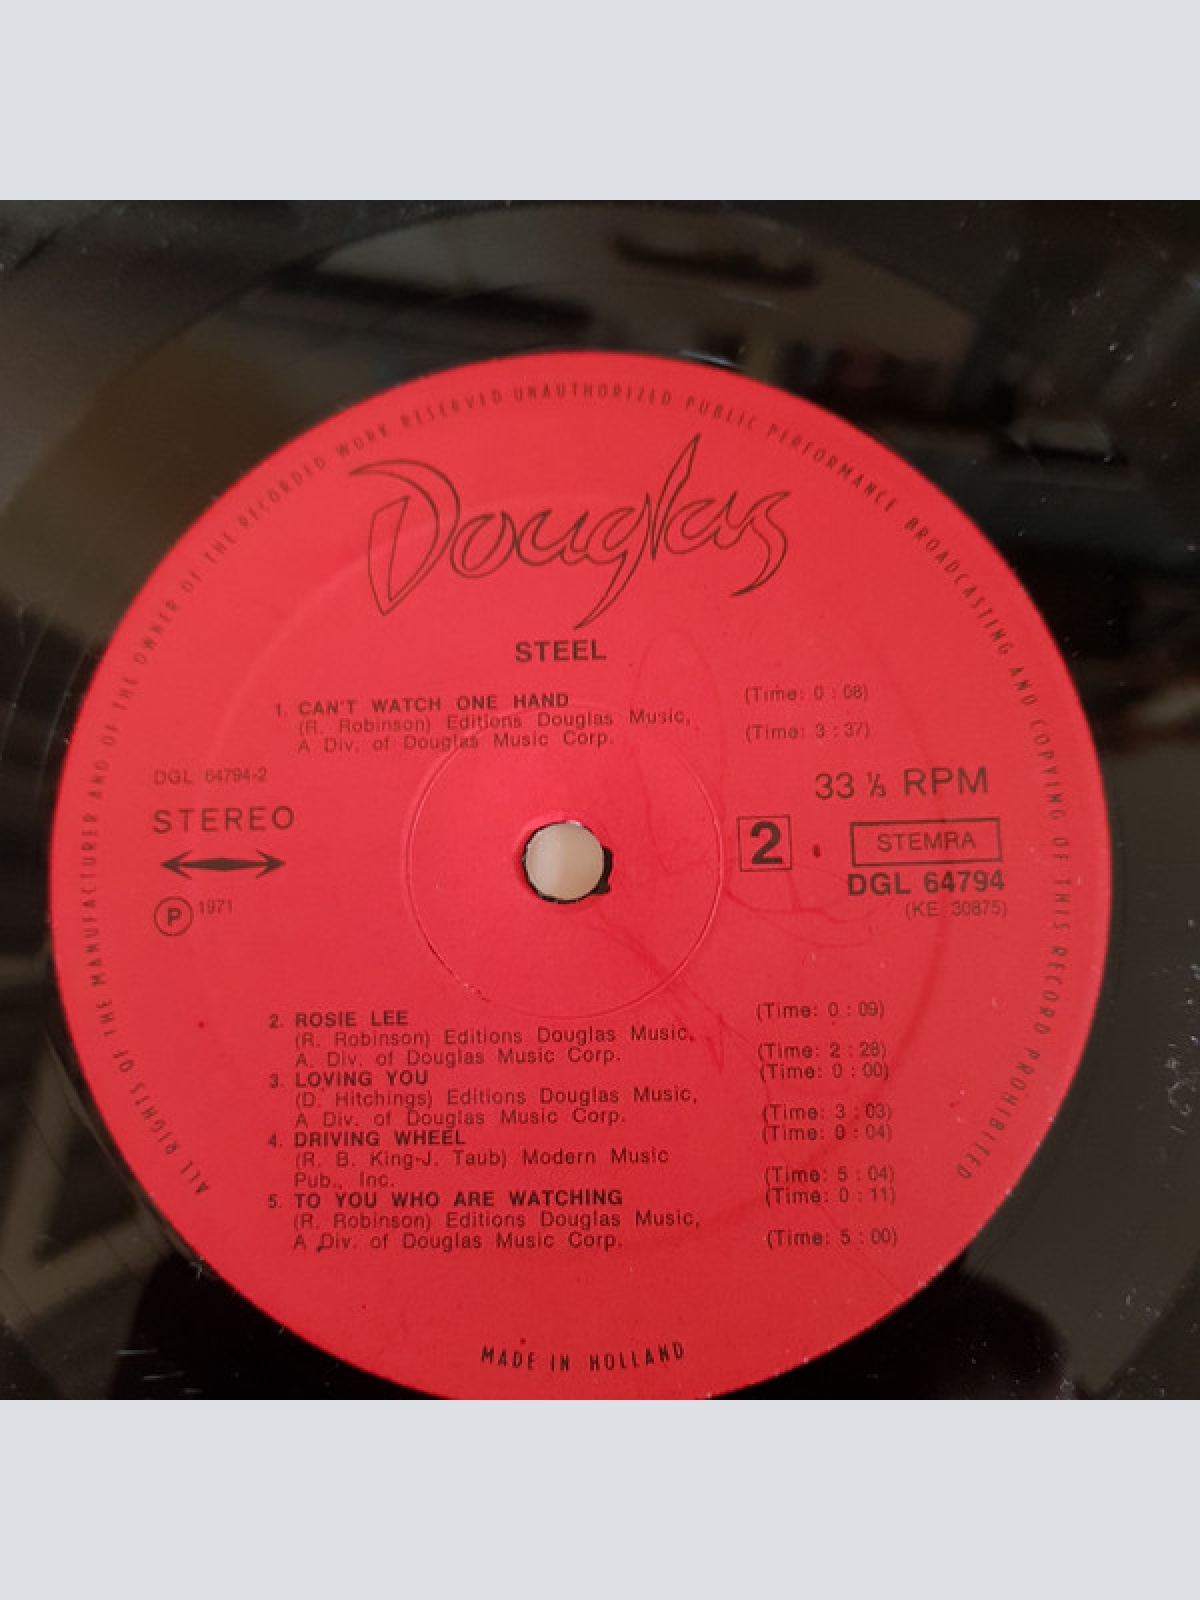 ALL RIGHTS OF THE MANUFACTURER AND OF THE OWNER OF THE RECORDED WORK RESERVED UNAUTHORIZED PUBLIC PERFORMANCE BROADCASTING AND COPYING OF THIS RECORD PROHIBITED
Douglas
STEEL
1. CAN'T WATCH ONE HAND (Time: 0 : 08)
(R. Robinson) Editions Douglas Music,
A Div. of Douglas Music Corp. (Time: 3 : 37)
DGL 64794-2
33 ⅓ RPM
STEREO
2
STEMRA
DGL 64794
(KE 30875)
P 1971
2. ROSIE LEE (Time: 0 : 09)
(R. Robinson) Editions Douglas Music,
A. Div. of Douglas Music Corp. (Time: 2 : 28)
3. LOVING YOU (Time: 0 : 00)
(D. Hitchings) Editions Douglas Music,
A Div. of Douglas Music Corp. (Time: 3 : 03)
4. DRIVING WHEEL (Time: 0 : 04)
(R. B. King-J. Taub) Modern Music
Pub., Inc. (Time: 5 : 04)
5. TO YOU WHO ARE WATCHING (Time: 0 : 11)
(R. Robinson) Editions Douglas Music,
A Div. of Douglas Music Corp. (Time: 5 : 00)
MADE IN HOLLAND